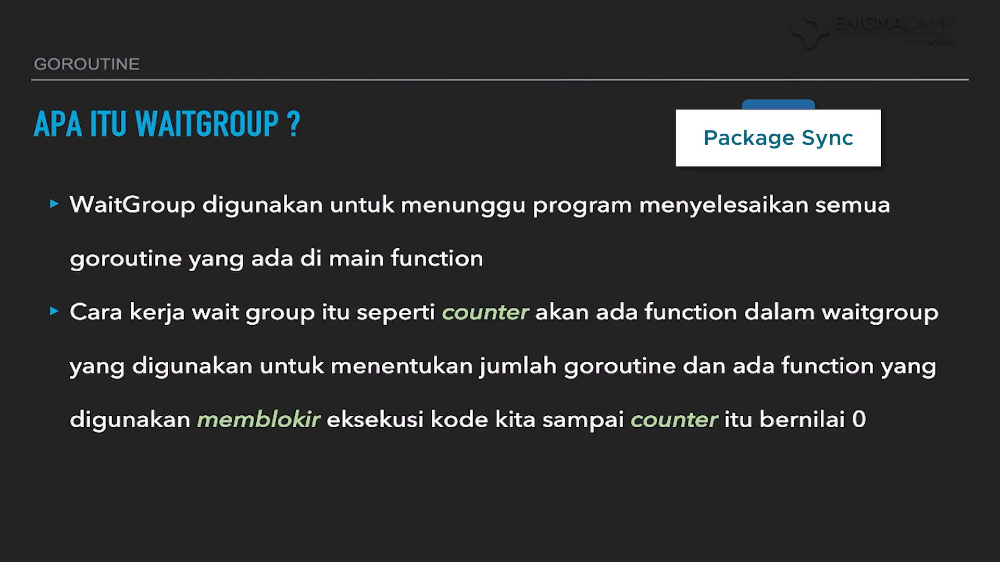 ENIGMACAMP
GOROUTINE
APA ITU WAITGROUP ?
Package Sync
WaitGroup digunakan untuk menunggu program menyelesaikan semua
goroutine yang ada di main function
Cara kerja wait group itu seperti counter akan ada function dalam waitgroup
yang digunakan untuk menentukan jumlah goroutine dan ada function yang
digunakan memblokir eksekusi kode kita sampai counter itu bernilai 0